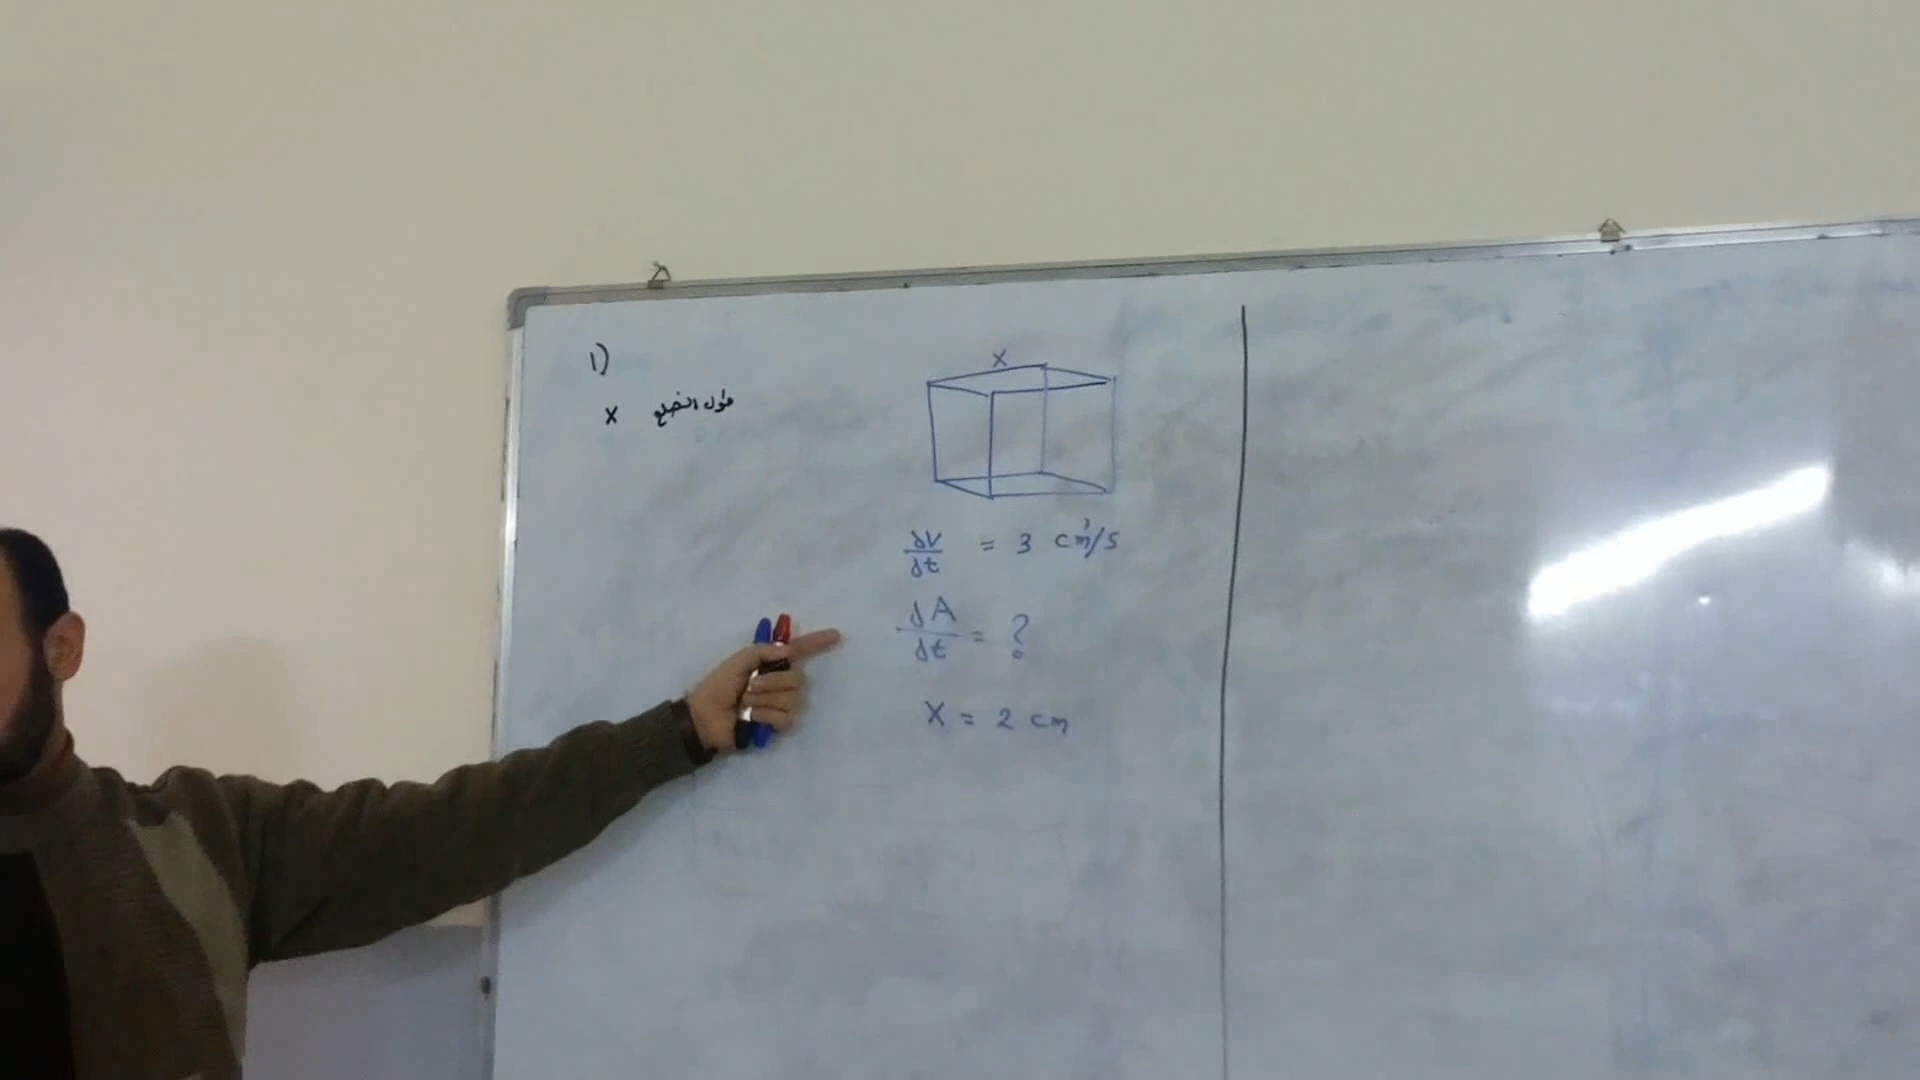 1)
X طول الضلع
X
dV/dt = 3 cm³/s
dA/dt = ?
X = 2 cm